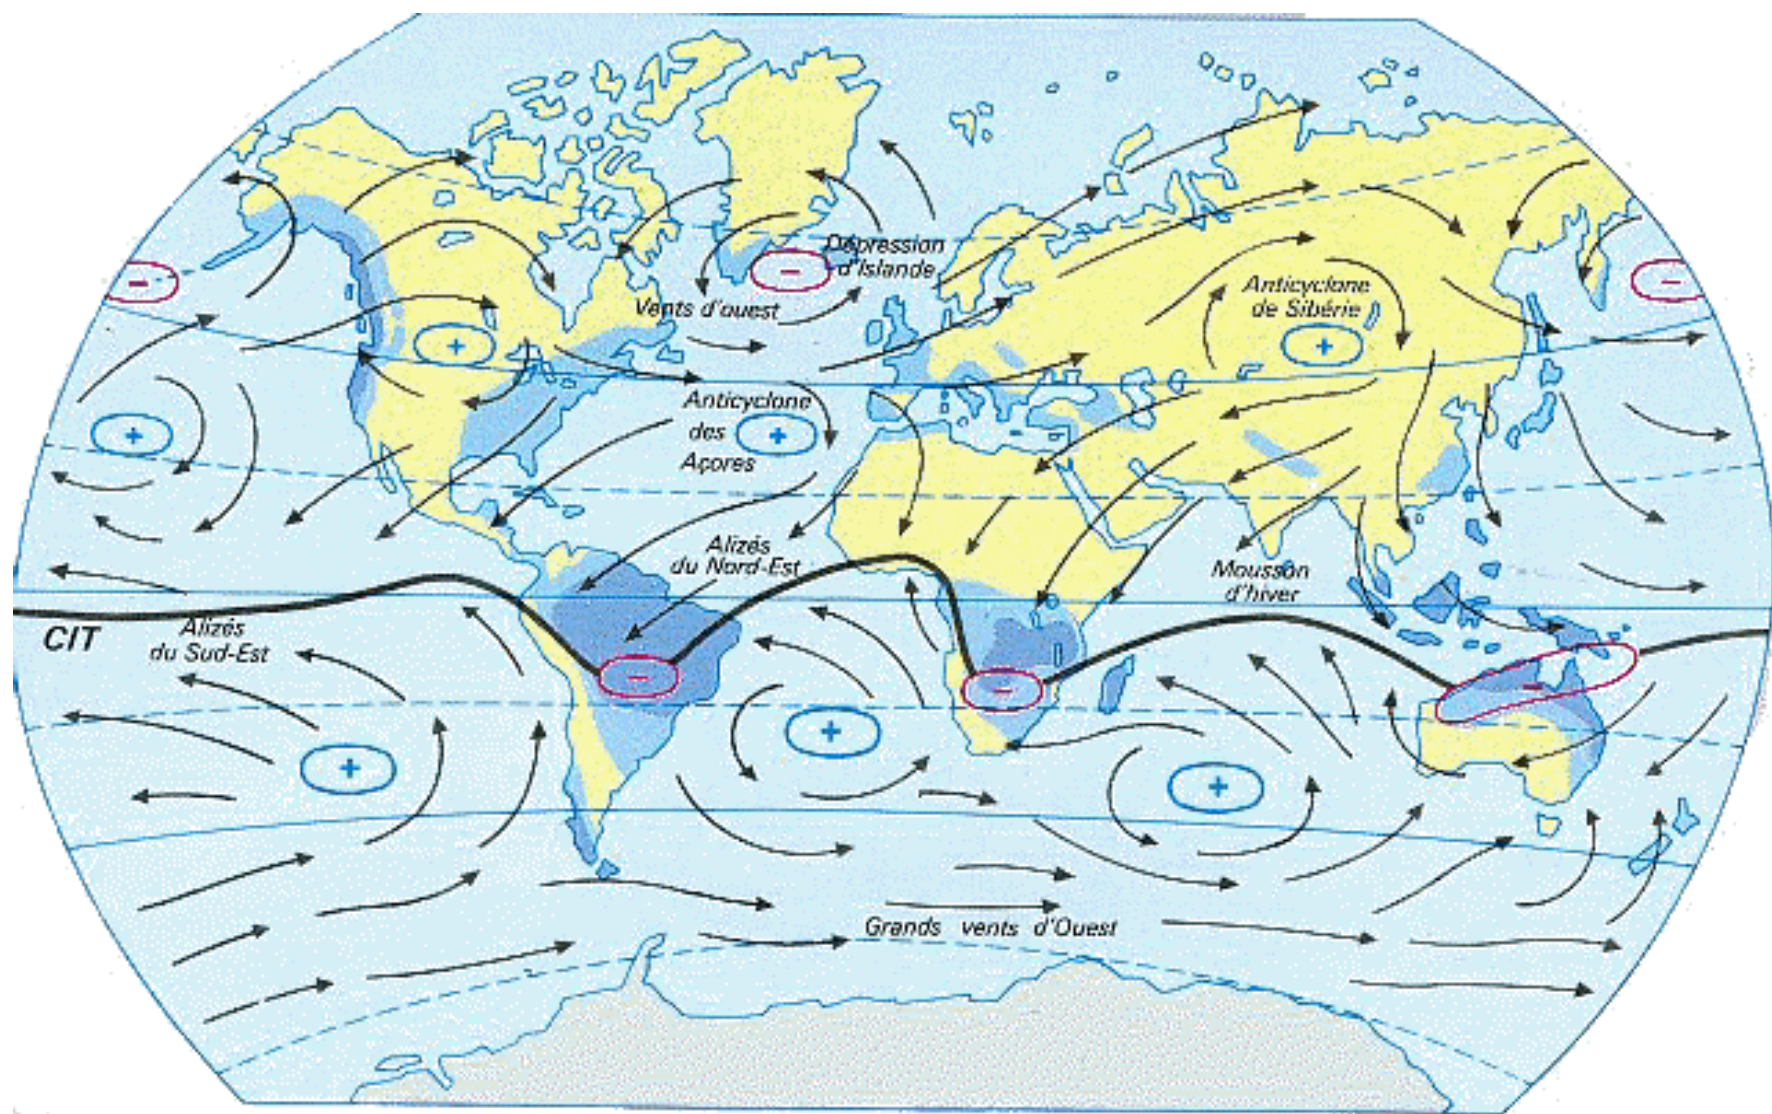 Dépression
d'Islande
Vents d'ouest
Anticyclone
de Sibérie
Anticyclone
des
Açores
Alizés
du Nord-Est
Mousson
d'hiver
CIT
Alizés
du Sud-Est
Grands vents d'Ouest